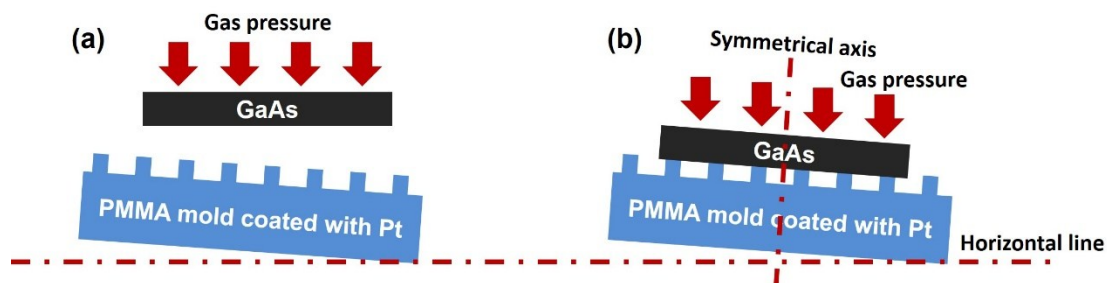 (a)
Gas pressure
GaAs
PMMA mold coated with Pt
(b)
Symmetrical axis
Gas pressure
GaAs
PMMA mold coated with Pt
Horizontal line